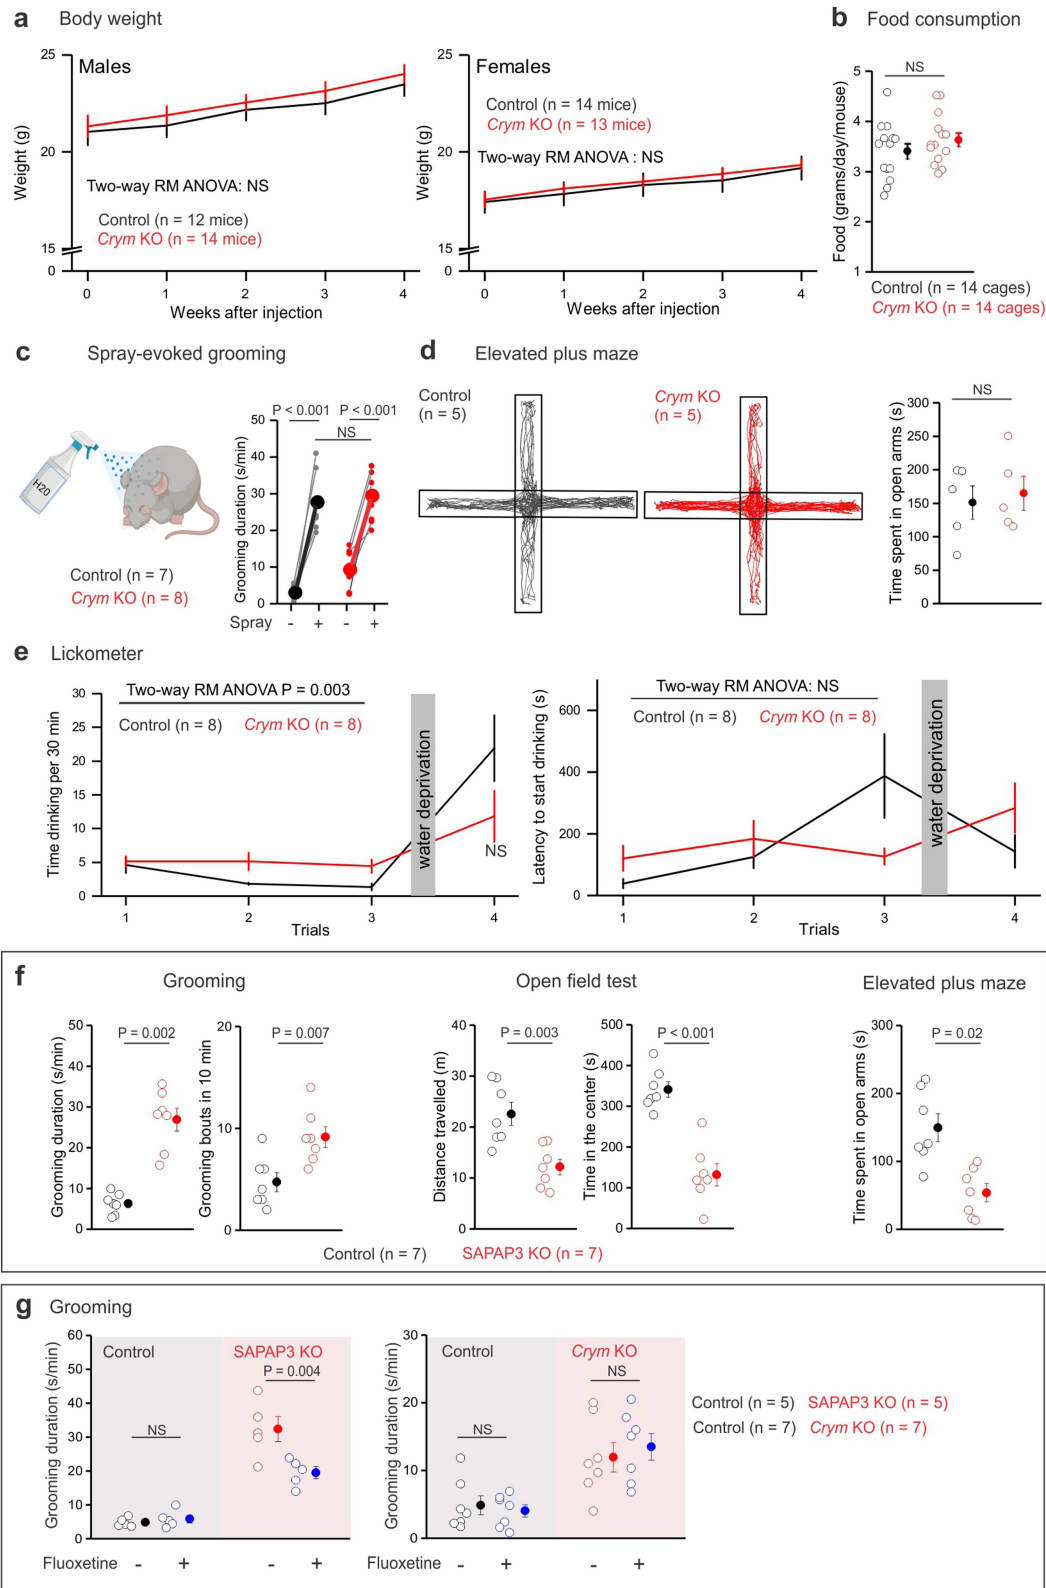 a Body weight
25
Males
20
15
0
Weight (g)
Two-way RM ANOVA: NS
Control (n = 12 mice)
Crym KO (n = 14 mice)
0 1 2 3 4
Weeks after injection
25
Females
20
15
0
Weight (g)
Control (n = 14 mice)
Crym KO (n = 13 mice)
Two-way RM ANOVA : NS
0 1 2 3 4
Weeks after injection
b Food consumption
NS
5
4
3
2
1
Food (grams/day/mouse)
Control (n = 14 cages)
Crym KO (n = 14 cages)
c Spray-evoked grooming
H20
Control (n = 7)
Crym KO (n = 8)
P < 0.001 P < 0.001
NS
50
40
30
20
10
0
Grooming duration (s/min)
Spray - + - +
d Elevated plus maze
Control
(n = 5)
Crym KO
(n = 5)
NS
300
250
200
150
100
50
0
Time spent in open arms (s)
e Lickometer
Two-way RM ANOVA P = 0.003
Control (n = 8) Crym KO (n = 8)
30
25
20
15
10
5
0
Time drinking per 30 min
water deprivation
NS
1 2 3 4
Trials
Two-way RM ANOVA: NS
Control (n = 8) Crym KO (n = 8)
600
400
200
0
Latency to start drinking (s)
water deprivation
1 2 3 4
Trials
f Grooming
P = 0.002
50
40
30
20
10
0
Grooming duration (s/min)
P = 0.007
20
10
0
Grooming bouts in 10 min
Open field test
P = 0.003
40
30
20
10
0
Distance travelled (m)
P < 0.001
500
400
300
200
100
0
Time in the center (s)
Elevated plus maze
P = 0.02
300
200
100
0
Time spent in open arms (s)
Control (n = 7) SAPAP3 KO (n = 7)
g Grooming
60
50
40
30
20
10
0
Grooming duration (s/min)
Control SAPAP3 KO
P = 0.004
NS
Fluoxetine - + - +
30
20
10
0
Grooming duration (s/min)
Control Crym KO
NS
NS
Fluoxetine - + - +
Control (n = 5) SAPAP3 KO (n = 5)
Control (n = 7) Crym KO (n = 7)